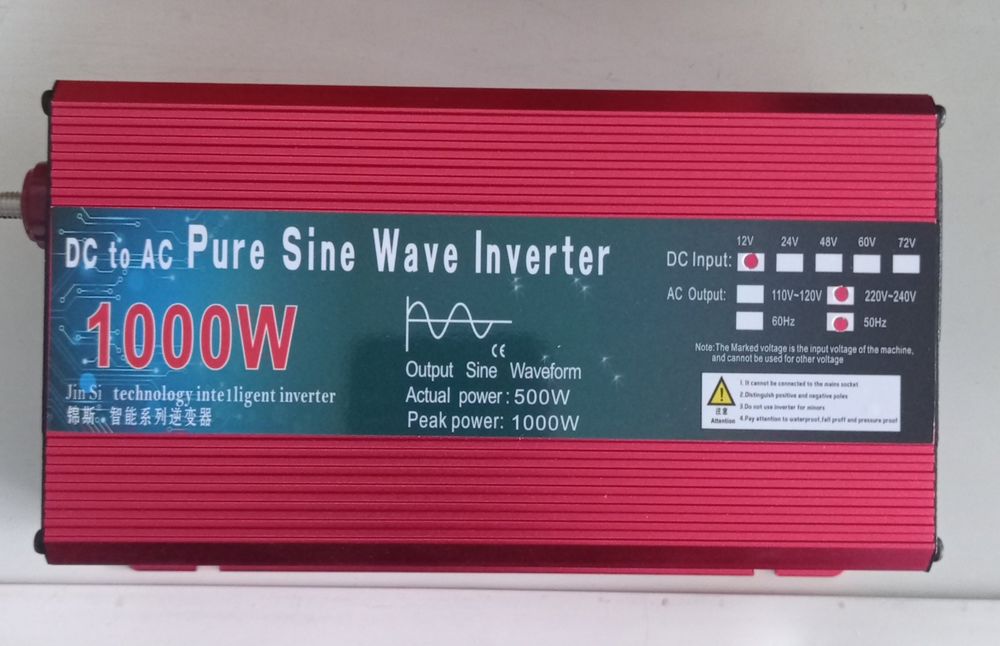 DC to AC Pure Sine Wave Inverter
1000W
Jin Si technology inte1ligent inverter
锦斯® 智能系列逆变器
CE
Output Sine Waveform
Actual power: 500W
Peak power: 1000W
12V 24V 48V 60V 72V
DC Input:
AC Output: 110V~120V 220V~240V
60Hz 50Hz
Note:The Marked voltage is the input voltage of the machine,
and cannot be used for other voltage
注意
Attention
1. It cannot be connected to the mains socket
2.Distinguish positive and negative poles
3.Do not use inverter for minors
4.Pay attention to waterproof,fall proff and pressure proof